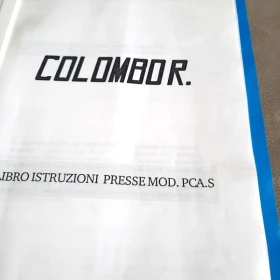 COLOMBO R.
LIBRO ISTRUZIONI PRESSE MOD. PCA.S